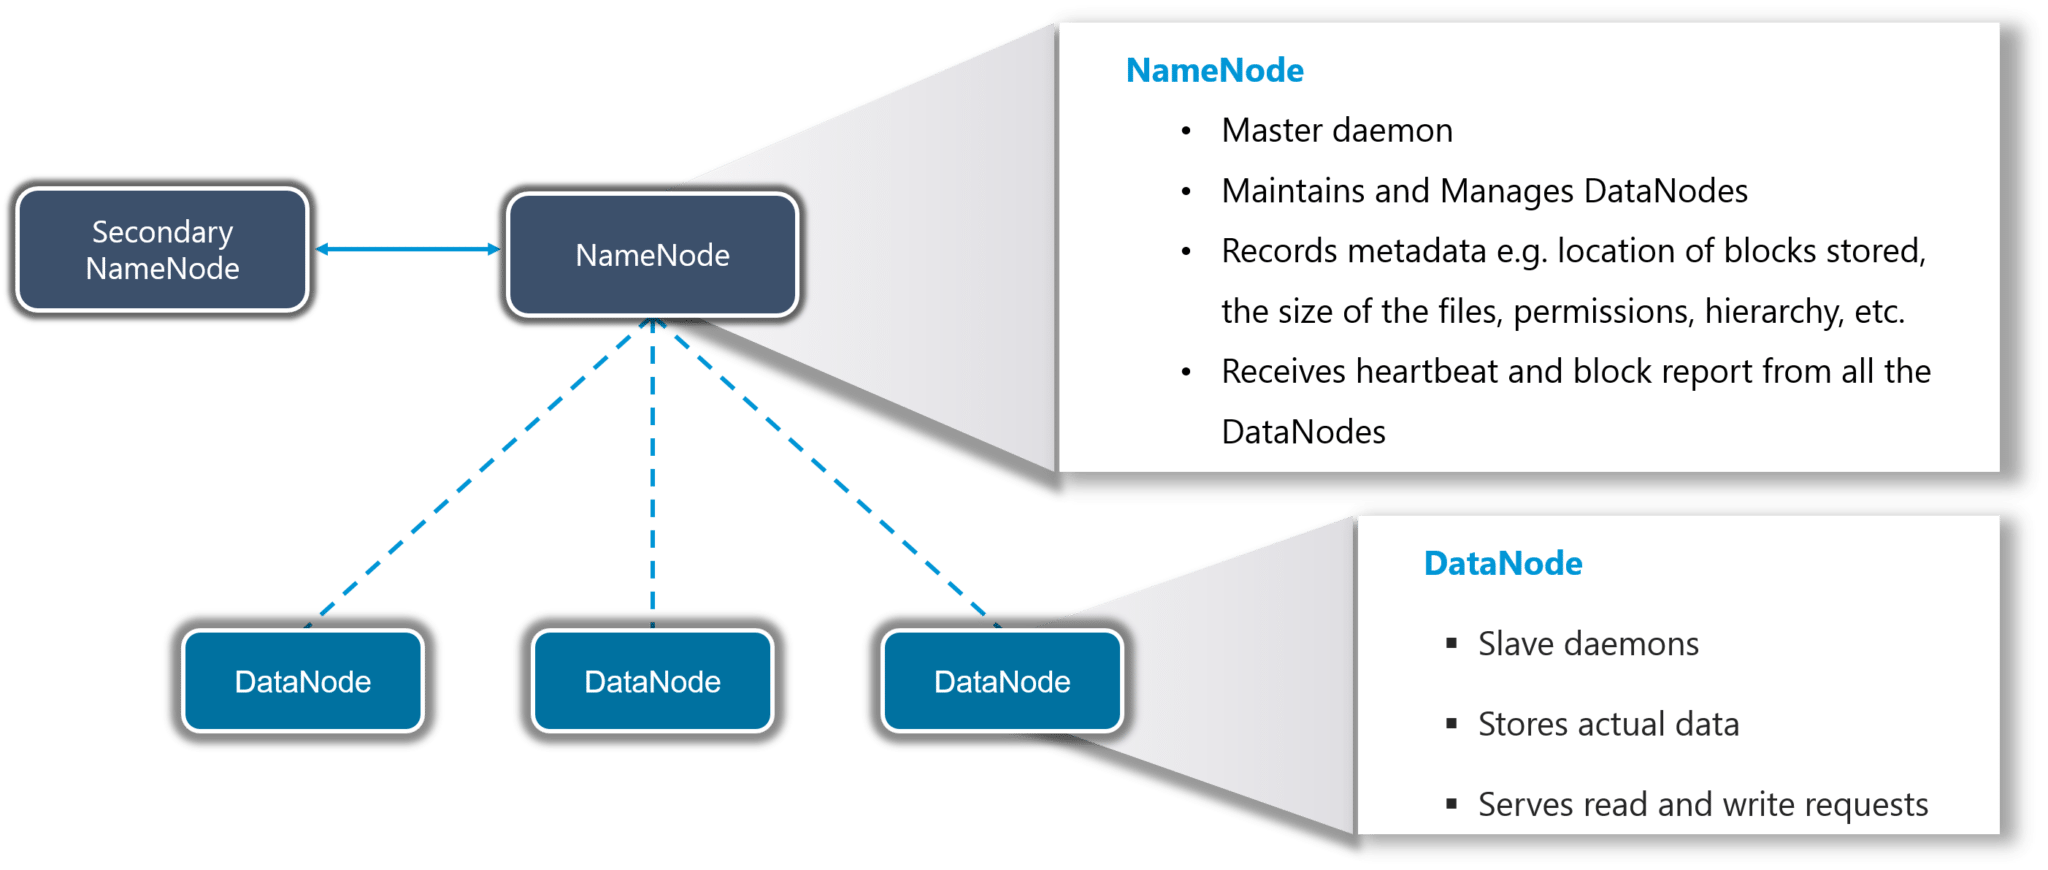 Secondary
NameNode
NameNode
DataNode
DataNode
DataNode
NameNode
• Master daemon
• Maintains and Manages DataNodes
• Records metadata e.g. location of blocks stored,
the size of the files, permissions, hierarchy, etc.
• Receives heartbeat and block report from all the
DataNodes
DataNode
▪ Slave daemons
▪ Stores actual data
▪ Serves read and write requests